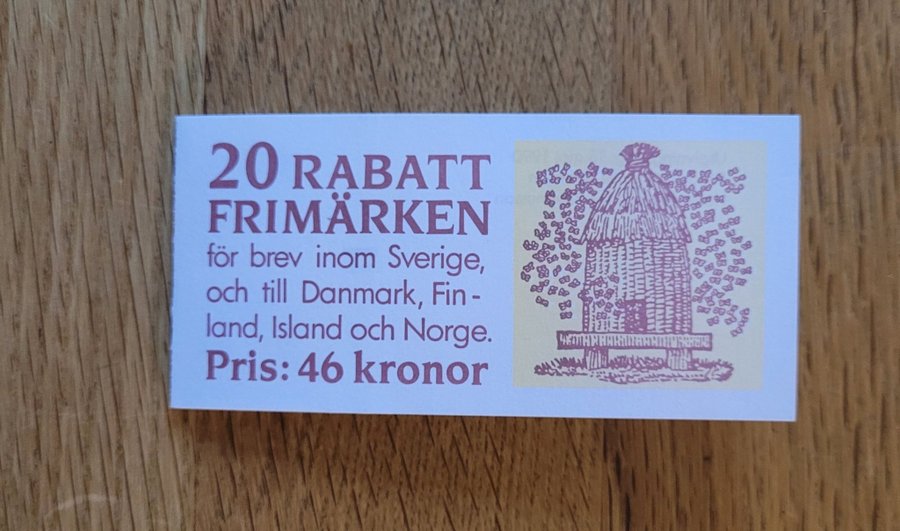 20 RABATT
FRIMÄRKEN
för brev inom Sverige,
och till Danmark, Fin-
land, Island och Norge.
Pris: 46 kronor